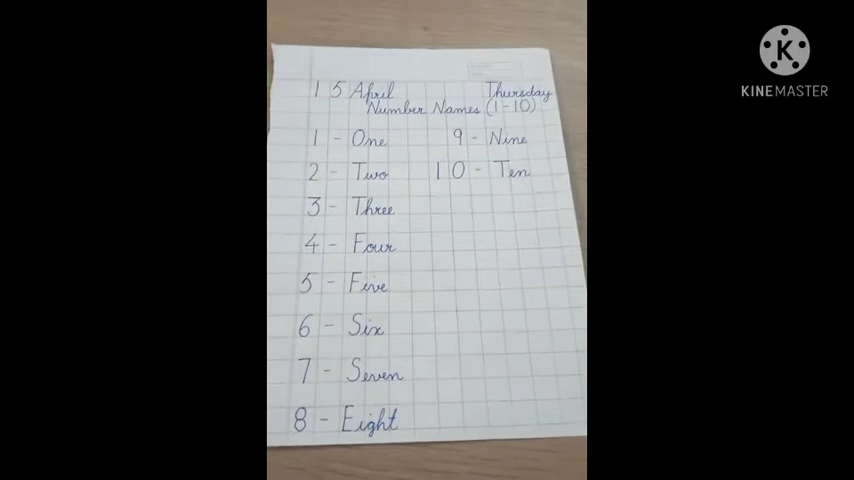 15 April Thursday
Number Names (1-10)
1 - One
2 - Two
3 - Three
4 - Four
5 - Five
6 - Six
7 - Seven
8 - Eight
9 - Nine
10 - Ten
K
KINEMASTER